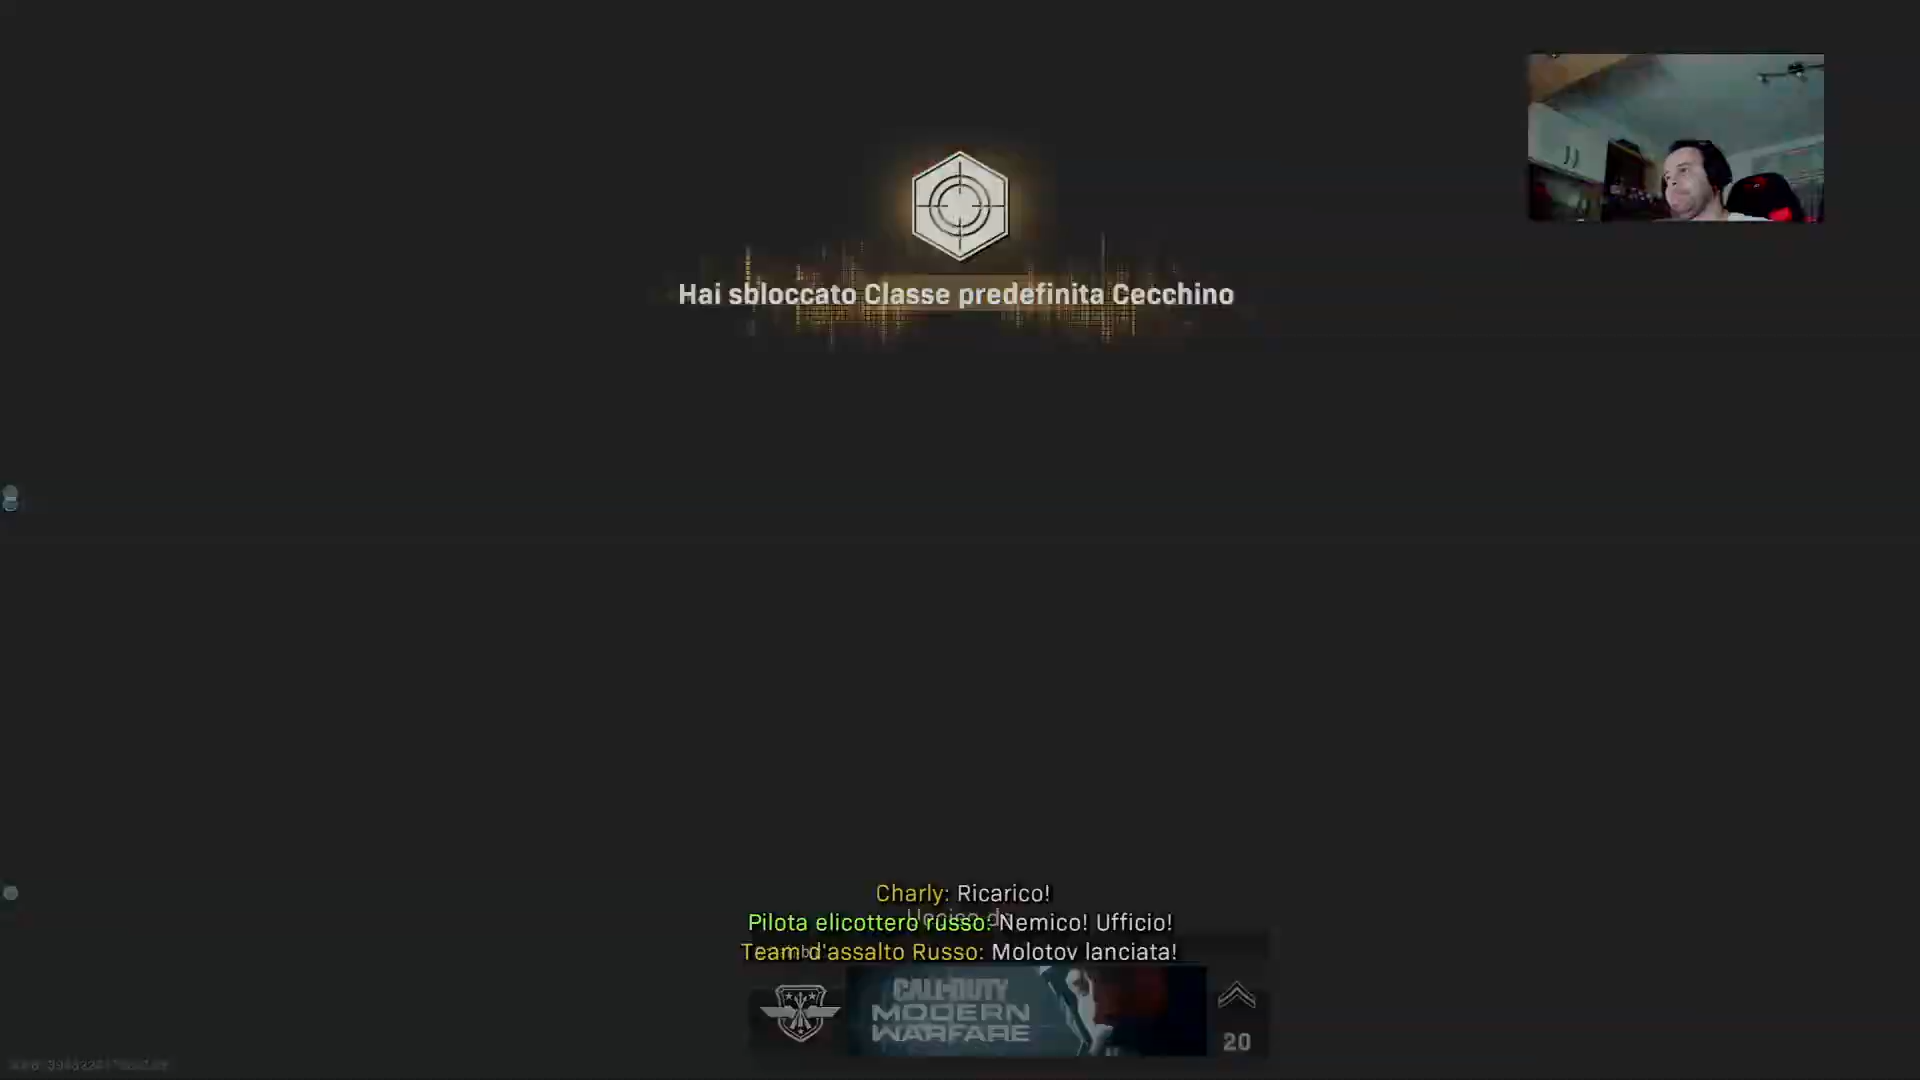 Hai sbloccato Classe predefinita Cecchino
Charly: Ricarico!
Pilota elicottero russo: Nemico! Ufficio!
Team d'assalto Russo: Molotov lanciata!
CALL OF DUTY
MODERN
WARFARE
20